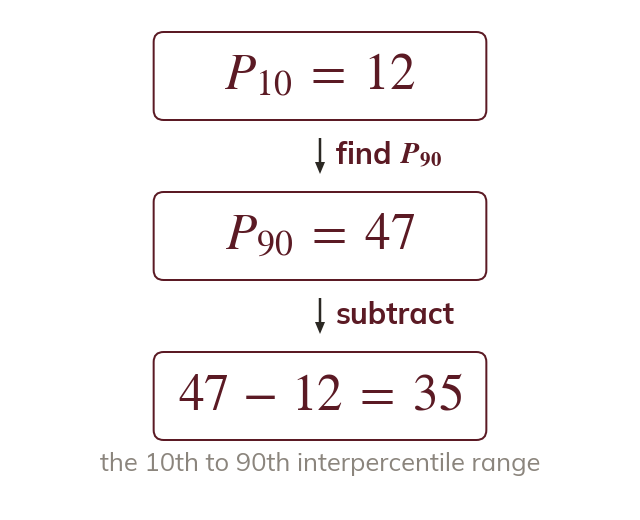 P₁₀ = 12
find P₉₀
P₉₀ = 47
subtract
47 − 12 = 35
the 10th to 90th interpercentile range